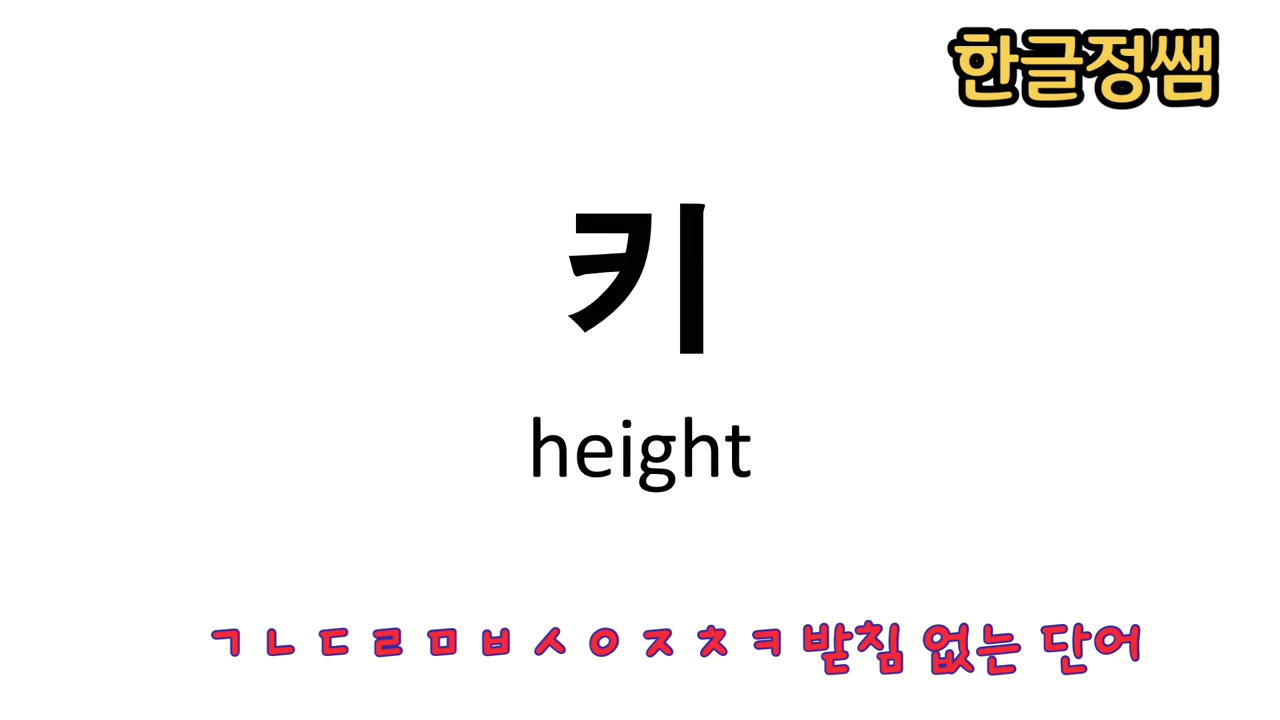 한글정쌤
키
height
ㄱ ㄴ ㄷ ㄹ ㅁ ㅂ ㅅ ㅇ ㅈ ㅊ ㅋ 받침 없는 단어